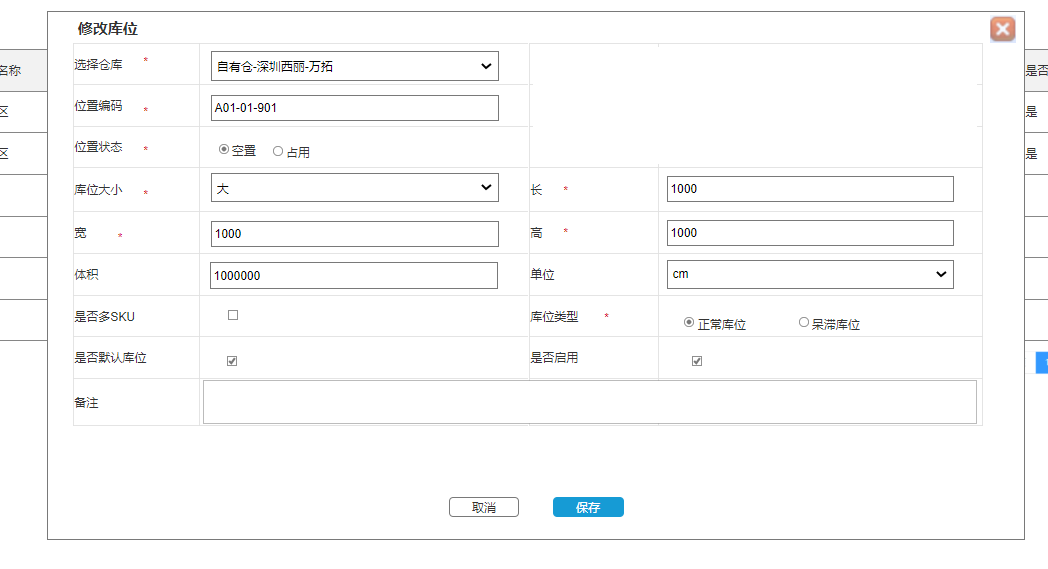 修改库位
名称
是否
选择仓库 * 自有仓-深圳西丽-万拓
区
是
位置编码 * A01-01-901
区
是
位置状态 * 空置 占用
库位大小 * 大 长 * 1000
宽 * 1000 高 * 1000
体积 1000000 单位 cm
是否多SKU 库位类型 * 正常库位 呆滞库位
是否默认库位 是否启用
备注
取消 保存